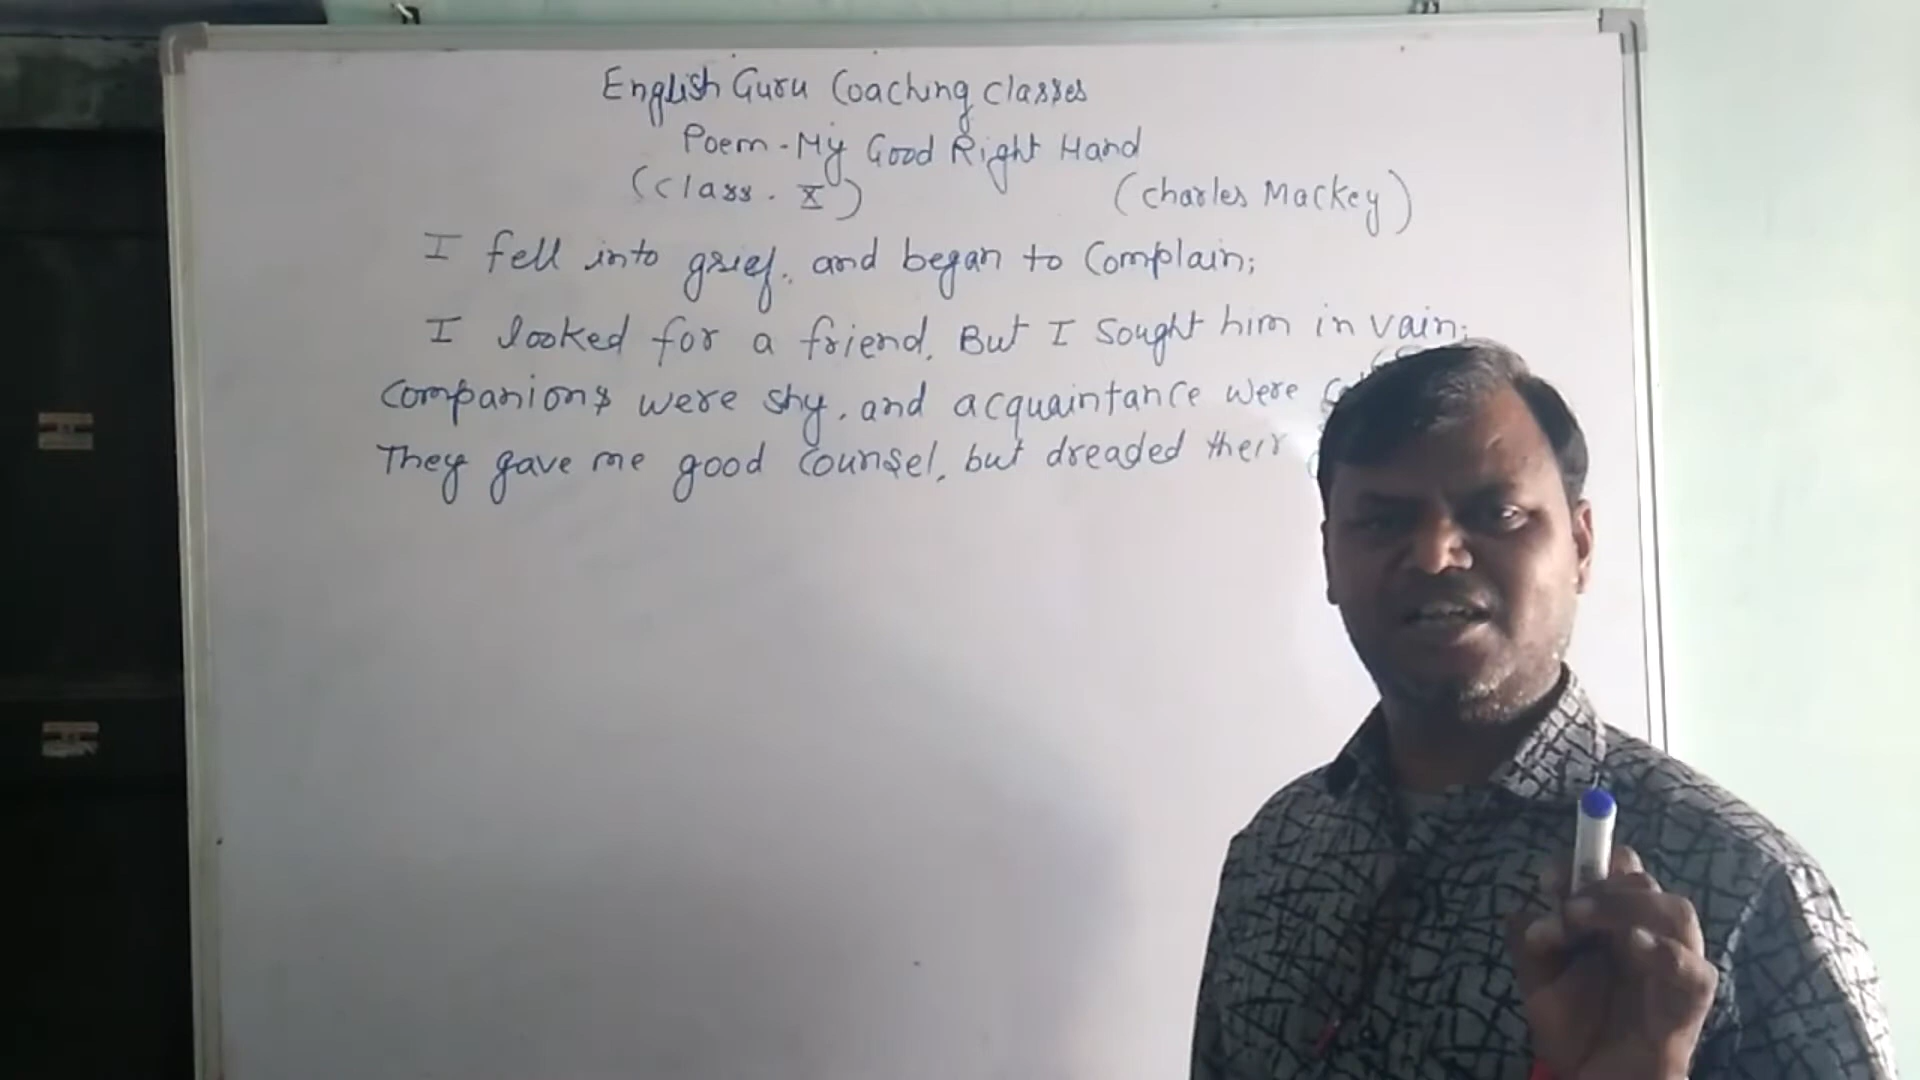 English Guru Coaching classes
Poem - My Good Right Hand
(class. X) (Charles Mackey)
I fell into grief, and began to Complain;
I looked for a friend, But I Sought him in vain;
Companions were shy, and acquaintance were
They gave me good Counsel, but dreaded their